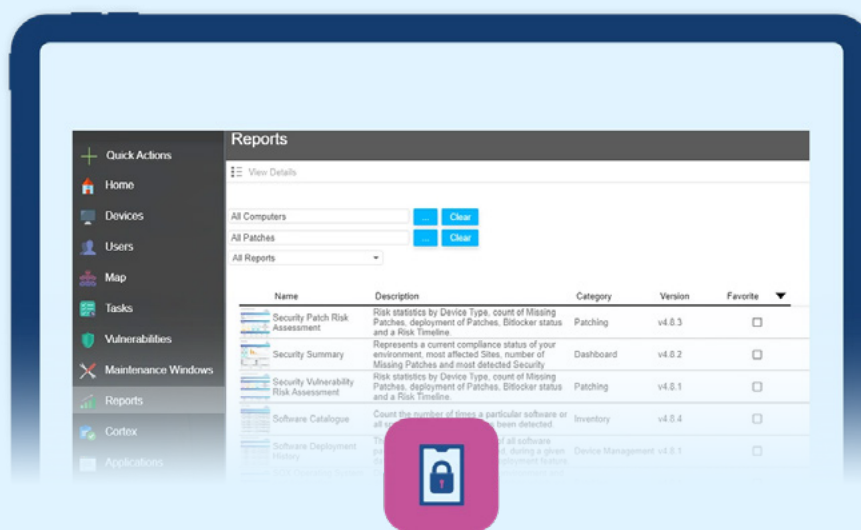 Reports
Quick Actions
View Details
Home
Devices
Users
Map
Tasks
Vulnerabilities
Maintenance Windows
Reports
Cortex
Applications
All Computers
... Clear
All Patches
... Clear
All Reports
Name Description Category Version Favorite
Security Patch Risk
Assessment
Risk statistics by Device Type, count of Missing
Patches, deployment of Patches, Bitlocker status
and a Risk Timeline.
Patching v4.8.3
Security Summary
Represents a current compliance status of your
environment, most affected Sites, number of
Missing Patches and most detected Security
Dashboard v4.8.2
Security Vulnerability
Risk Assessment
Risk statistics by Device Type, count of Missing
Patches, deployment of Patches, Bitlocker status
and a Risk Timeline.
Patching v4.8.1
Software Catalogue
Count the number of times a particular software or
all been detected.
Inventory v4.8.4
Software Deployment
History
of all software
during a given
deployment feature
Device Management v4.8.1